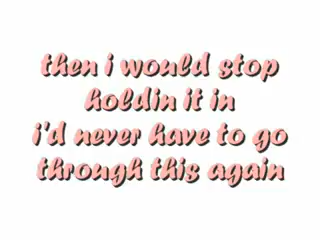 then i would stop
holdin it in
i'd never have to go
through this again